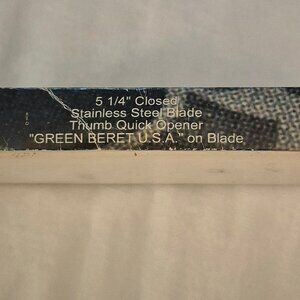 5 1/4" Closed
Stainless Steel Blade
Thumb Quick Opener
"GREEN BERET U.S.A." on Blade